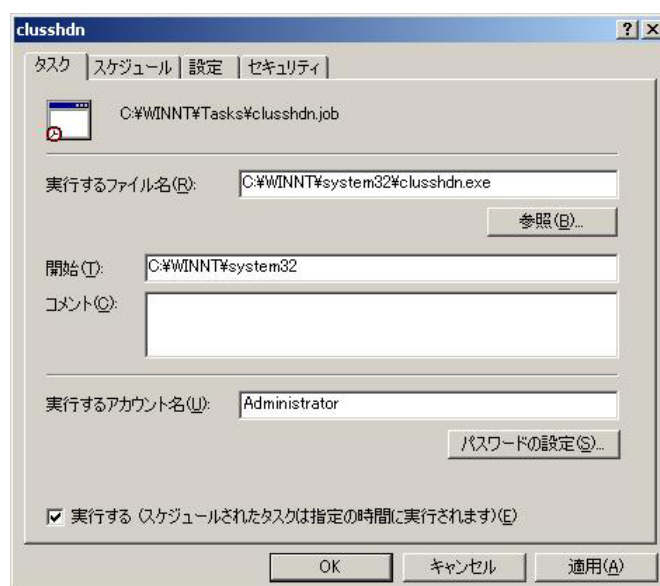 clusshdn
タスク スケジュール 設定 セキュリティ
C:¥WINNT¥Tasks¥clusshdn.job
実行するファイル名(R): C:¥WINNT¥system32¥clusshdn.exe
参照(B)...
開始(T): C:¥WINNT¥system32
コメント(C):
実行するアカウント名(U): Administrator
パスワードの設定(S)...
実行する (スケジュールされたタスクは指定の時間に実行されます)(E)
OK キャンセル 適用(A)